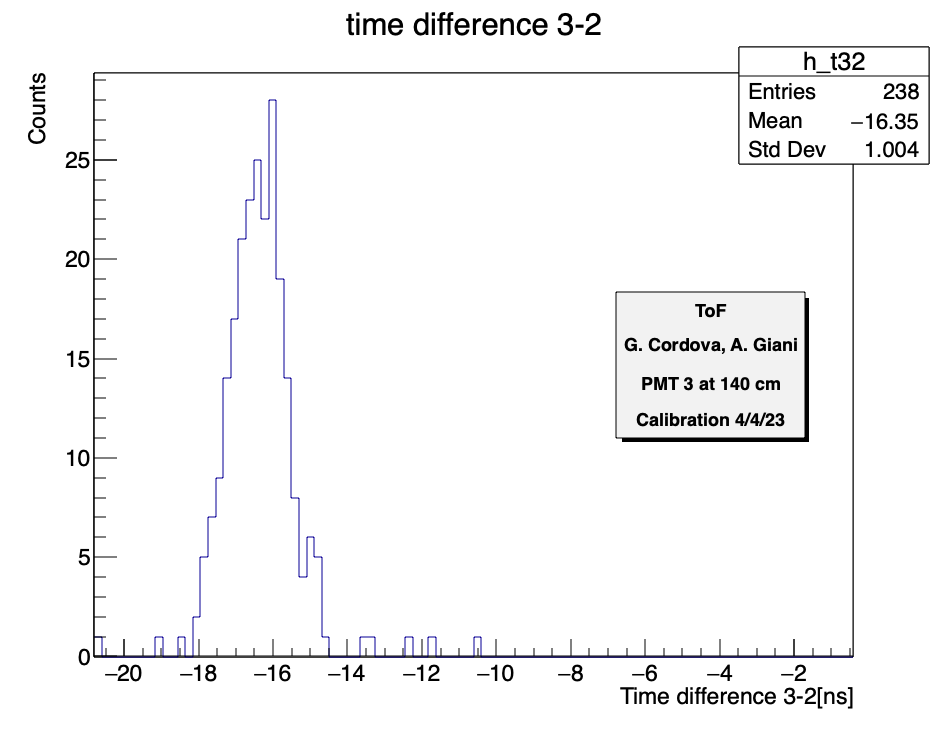 time difference 3-2
h_t32
Entries 238
Mean −16.35
Std Dev 1.004
Counts
25
20
15
10
5
0
ToF
G. Cordova, A. Giani
PMT 3 at 140 cm
Calibration 4/4/23
−20 −18 −16 −14 −12 −10 −8 −6 −4 −2
Time difference 3-2[ns]